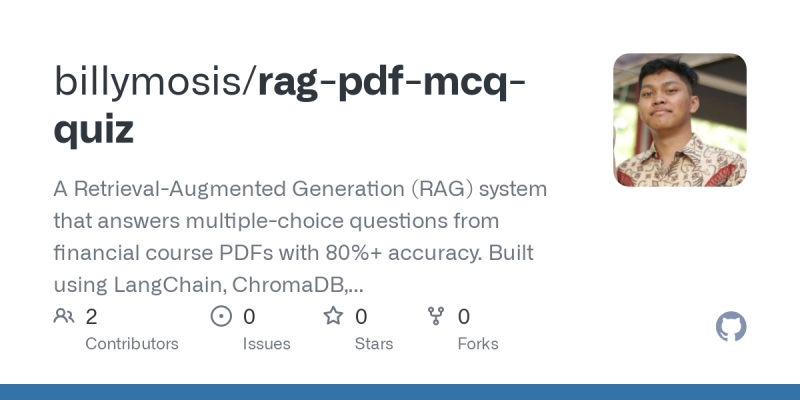 billymosis/rag-pdf-mcq-
quiz
A Retrieval-Augmented Generation (RAG) system
that answers multiple-choice questions from
financial course PDFs with 80%+ accuracy. Built
using LangChain, ChromaDB,...
2 0 0 0
Contributors Issues Stars Forks